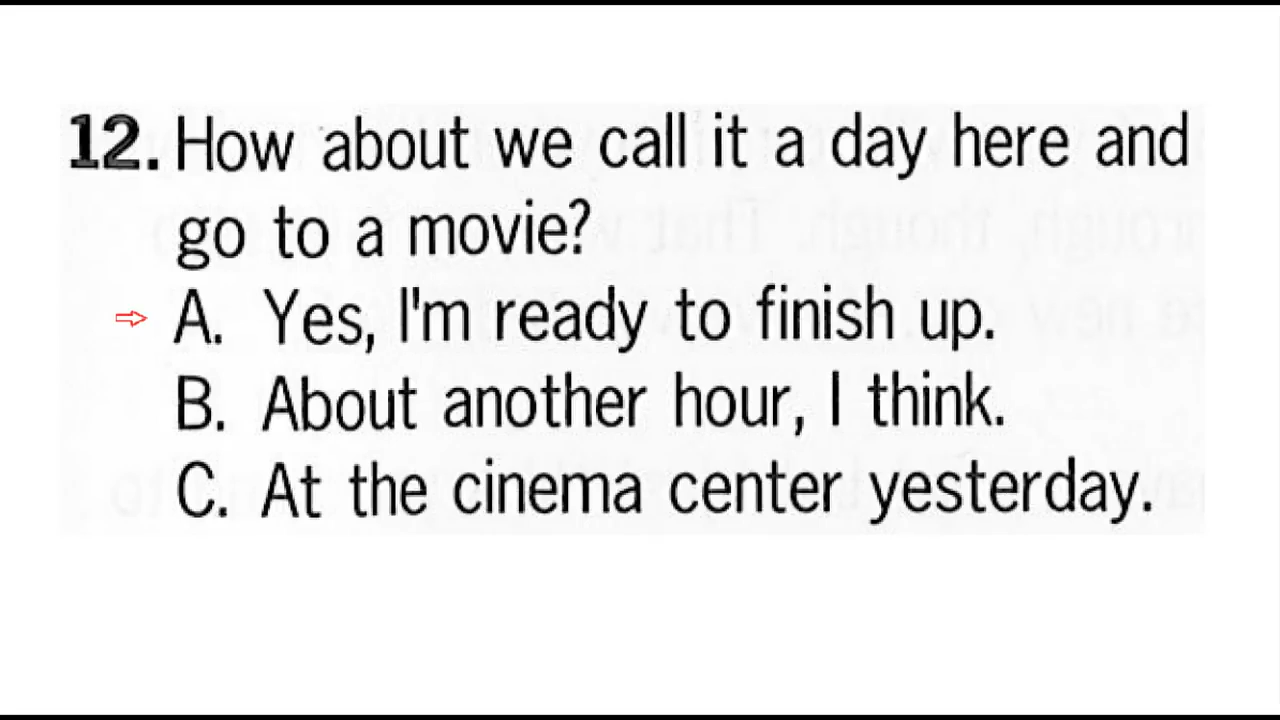 12. How about we call it a day here and
go to a movie?
A. Yes, I'm ready to finish up.
B. About another hour, I think.
C. At the cinema center yesterday.